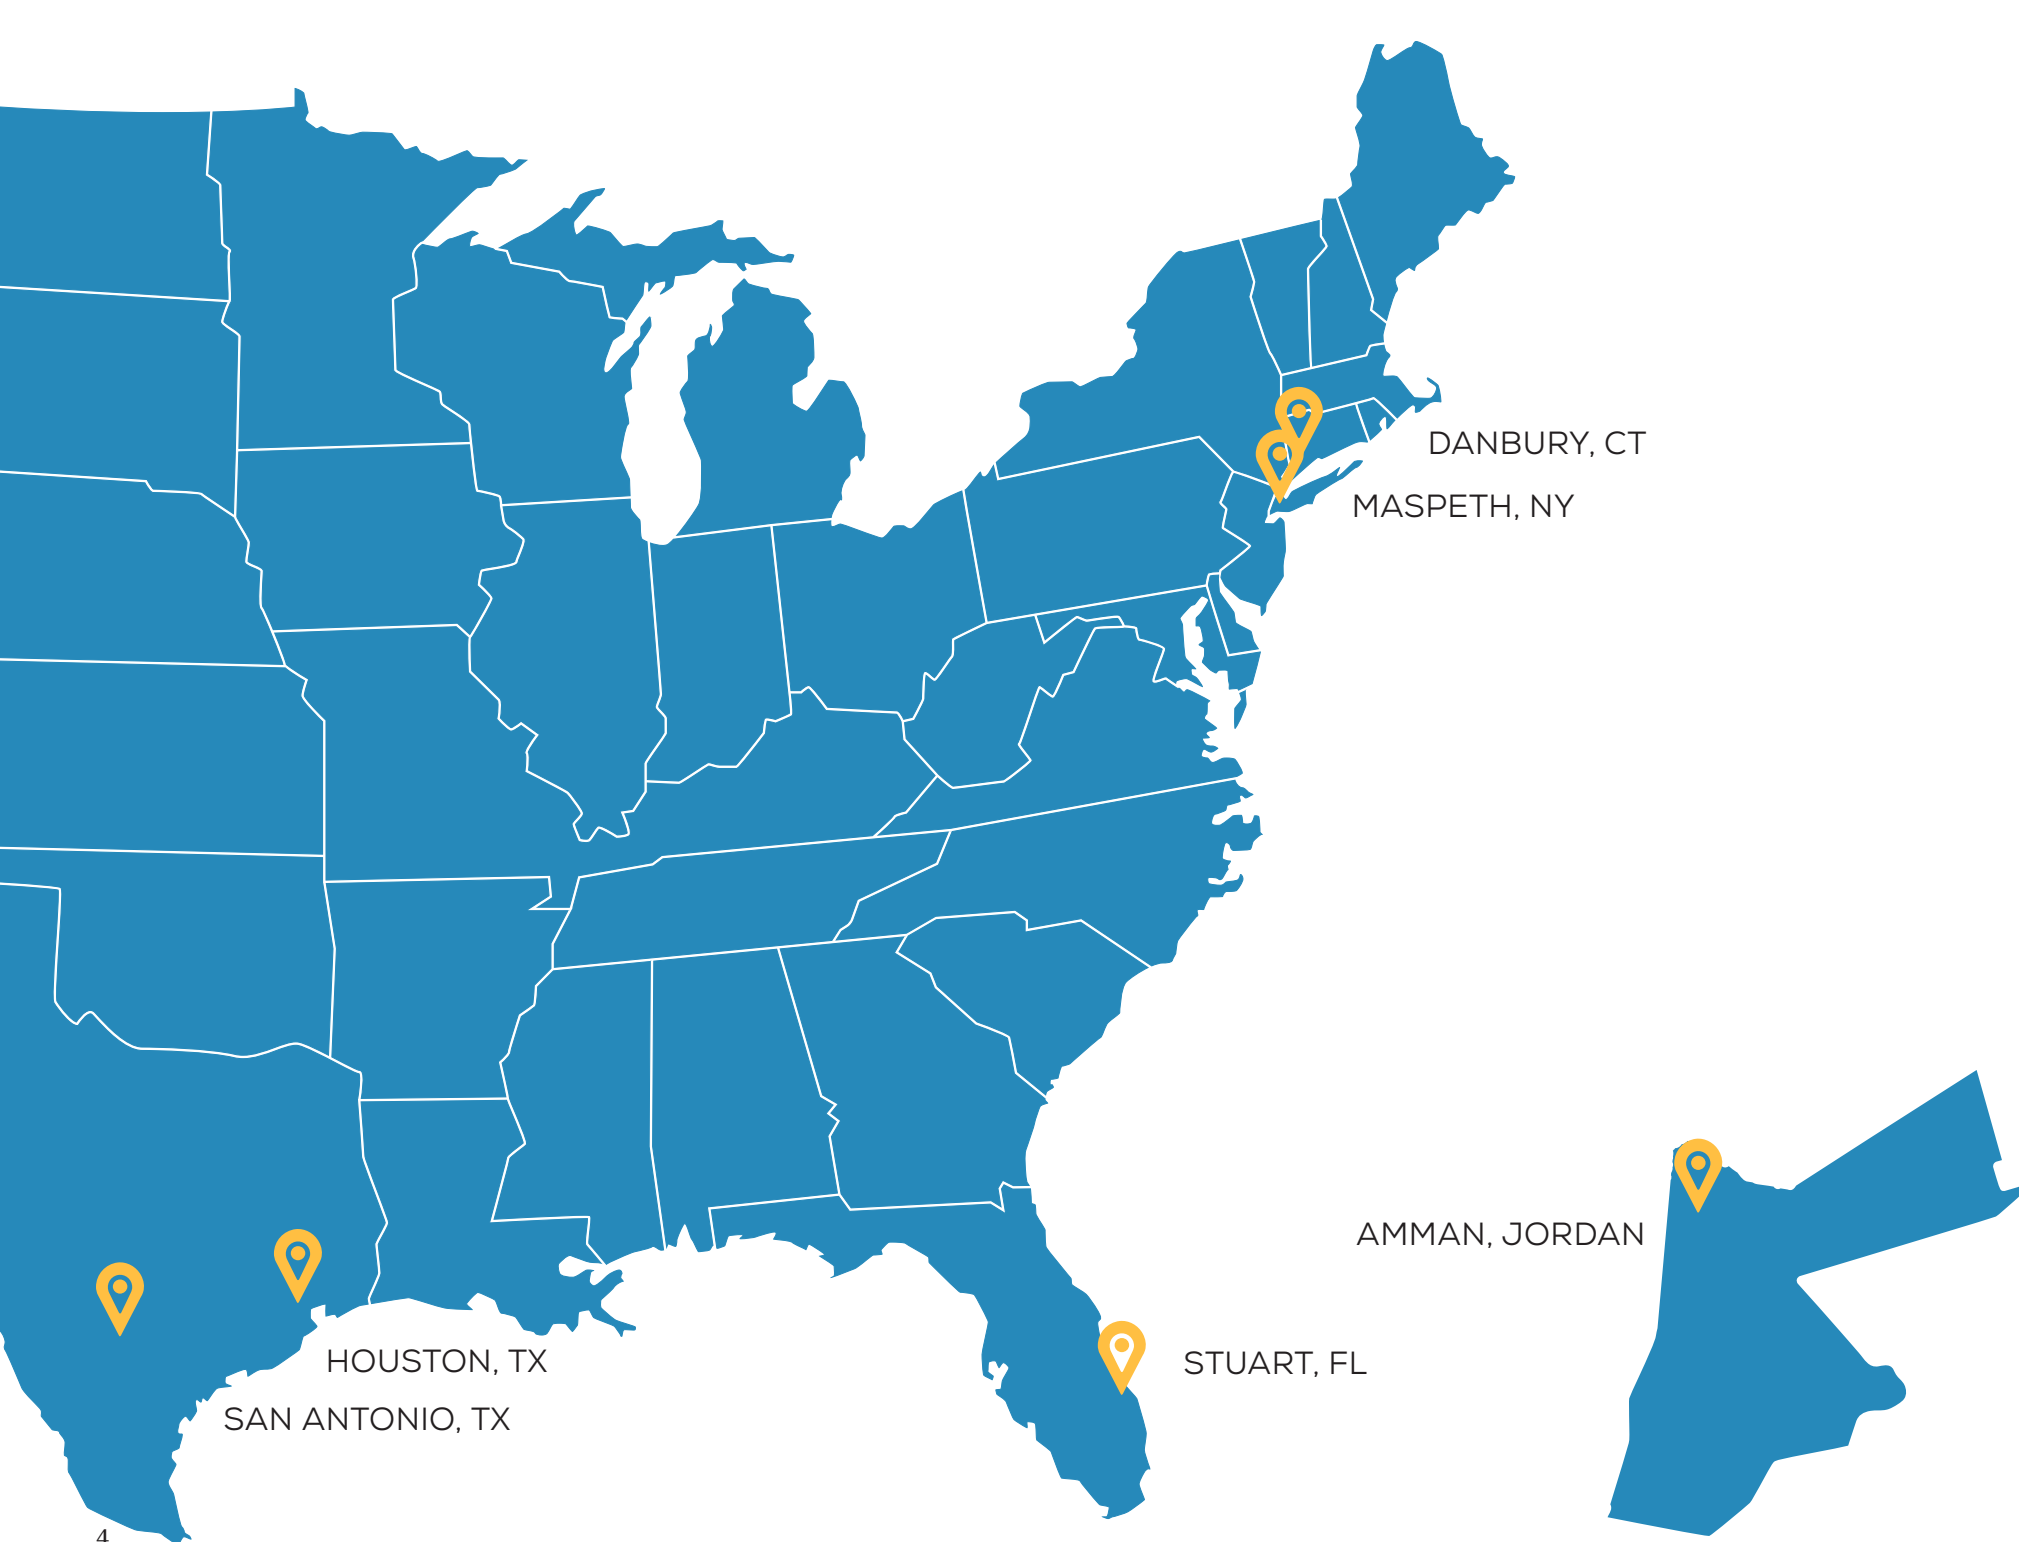 DANBURY, CT
MASPETH, NY
AMMAN, JORDAN
HOUSTON, TX
STUART, FL
SAN ANTONIO, TX
4